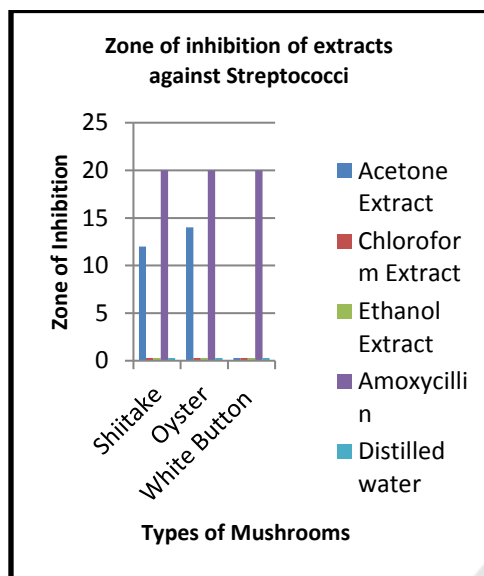 Zone of inhibition of extracts
against Streptococci
25
20
15
10
5
0
Zone of Inhibition
Shiitake
Oyster
White Button
Types of Mushrooms
Acetone
Extract
Chlorofor
m Extract
Ethanol
Extract
Amoxycilli
n
Distilled
water